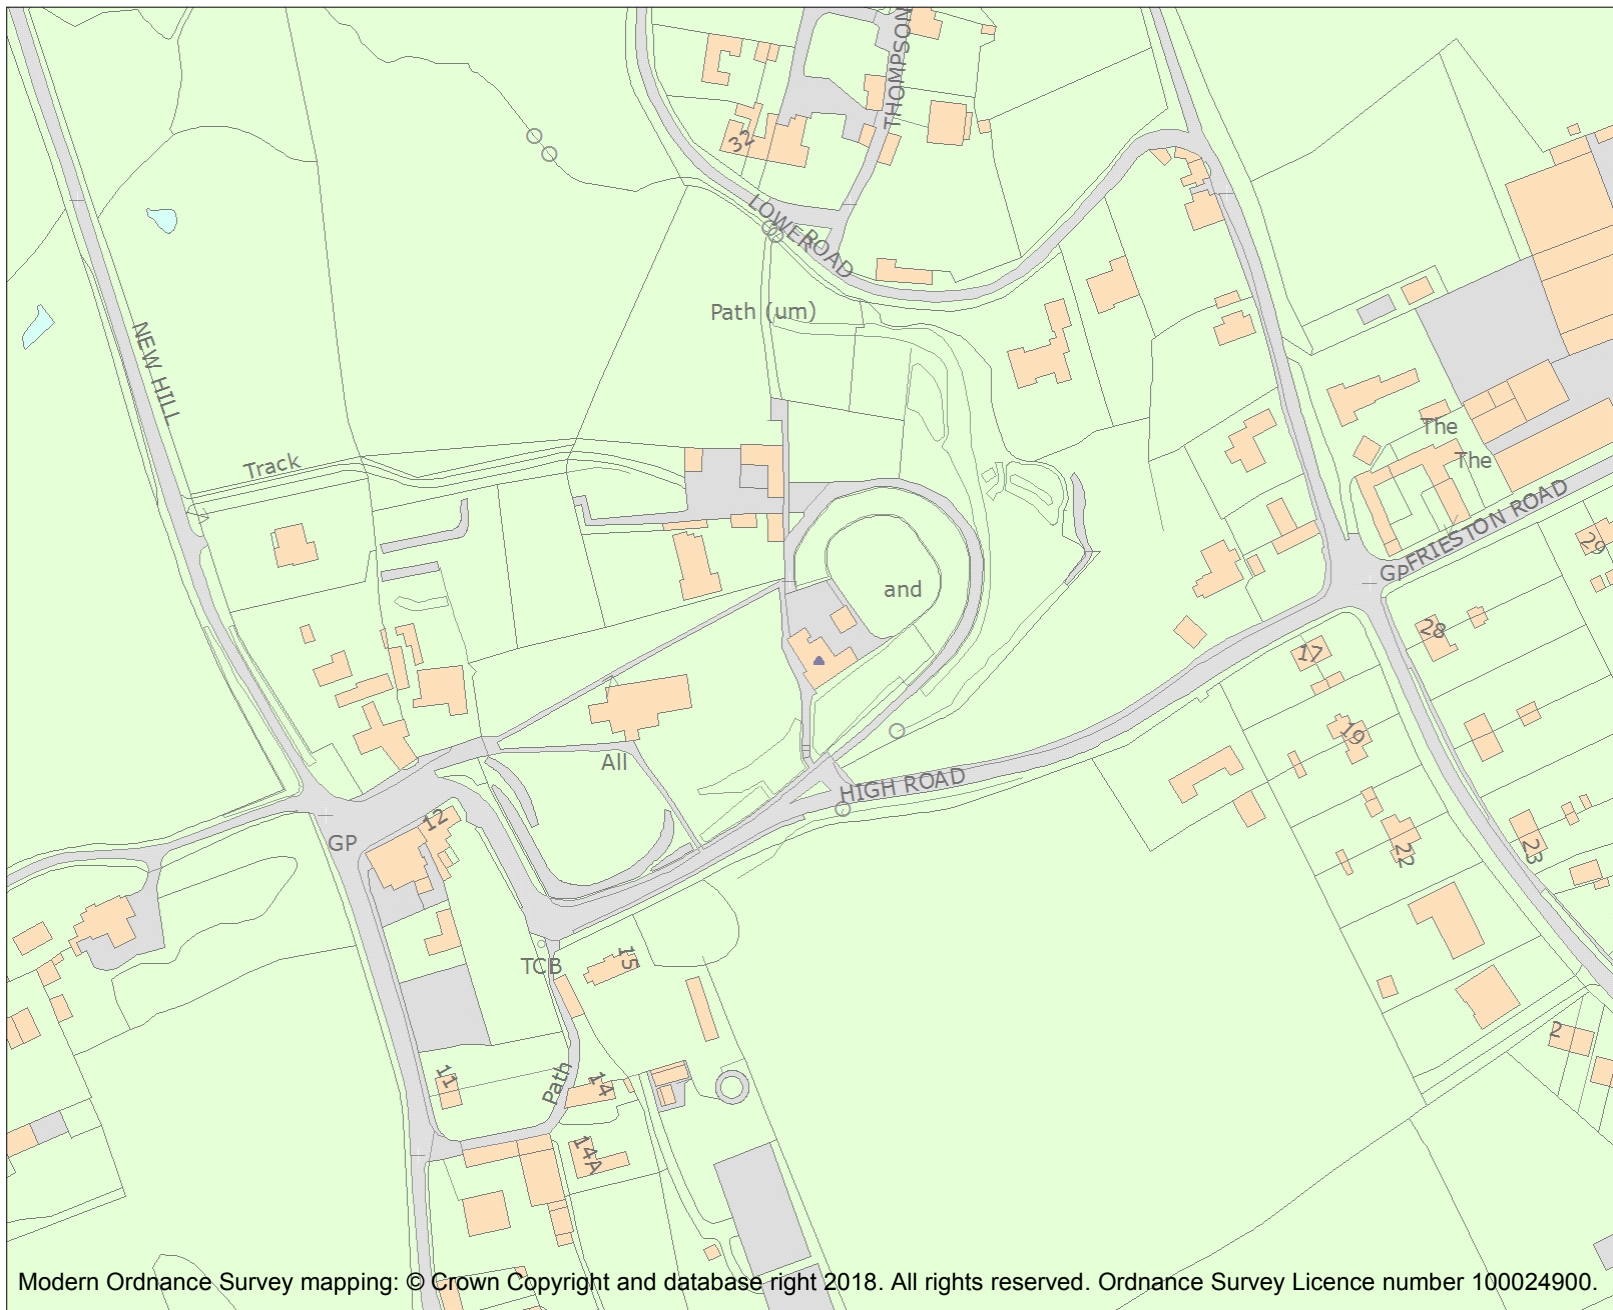 THOMPSON
32
LOWER
ROAD
Path (um)
NEW HILL
Track
The
The
FRIESTON ROAD
GP
29
and
28
17
19
All
HIGH ROAD
12
GP
22
23
15
TCB
2
11
Path
14
14A
Modern Ordnance Survey mapping: © Crown Copyright and database right 2018. All rights reserved. Ordnance Survey Licence number 100024900.